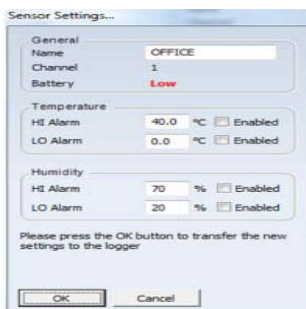 Sensor Settings...
General
Name OFFICE
Channel 1
Battery Low
Temperature
HI Alarm 40.0 ºC Enabled
LO Alarm 0.0 ºC Enabled
Humidity
HI Alarm 70 % Enabled
LO Alarm 20 % Enabled
Please press the OK button to transfer the new
settings to the logger
OK Cancel